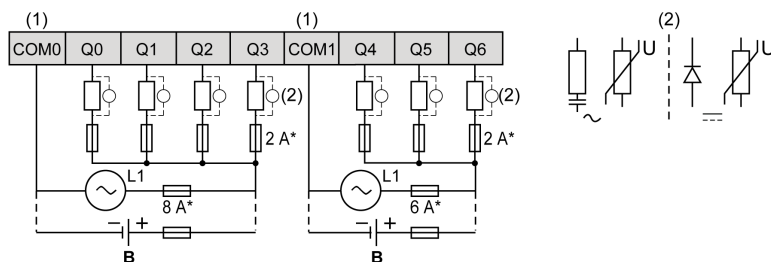 (1) (1) (2)
COM0 Q0 Q1 Q2 Q3 COM1 Q4 Q5 Q6
U U
(2) (2)
2 A* 2 A*
L1 L1
8 A* 6 A*
− + − +
B B